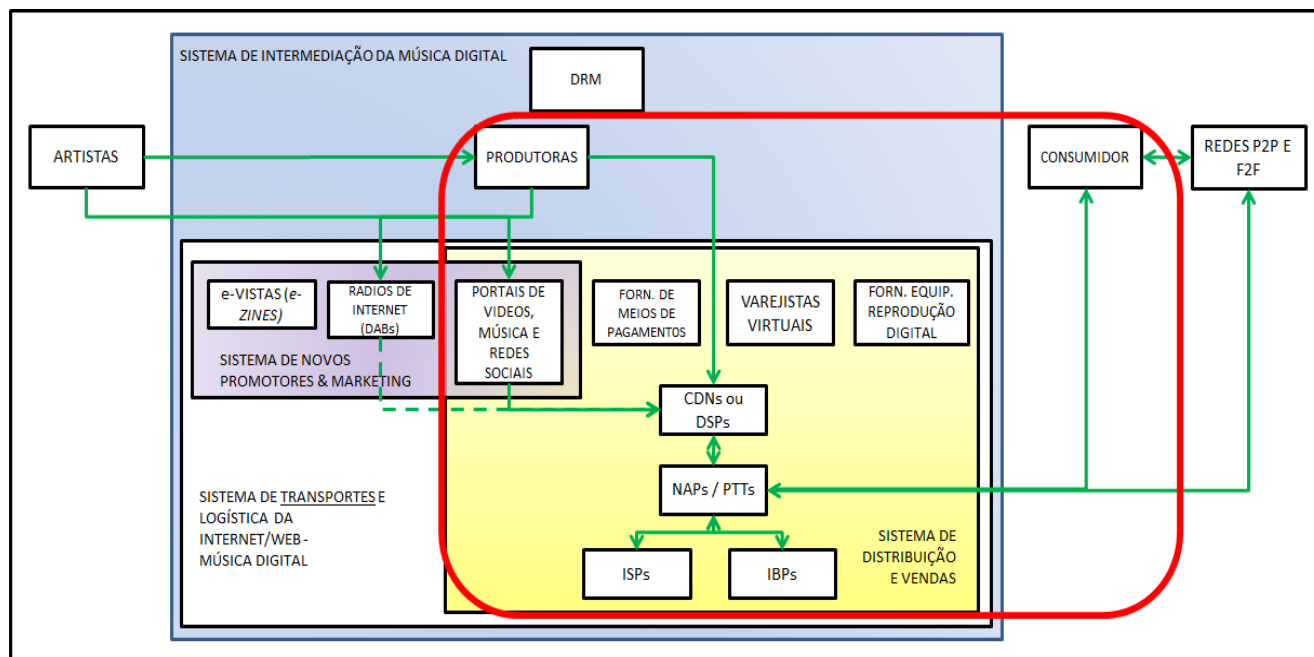 SISTEMA DE INTERMEDIAÇÃO DA MÚSICA DIGITAL
DRM
ARTISTAS
PRODUTORAS
CONSUMIDOR
REDES P2P E
F2F
e-VISTAS (e-
ZINES)
RADIOS DE
INTERNET
(DABs)
PORTAIS DE
VIDEOS,
MÚSICA E
REDES
SOCIAIS
FORN. DE
MEIOS DE
PAGAMENTOS
VAREJISTAS
VIRTUAIS
FORN. EQUIP.
REPRODUÇÃO
DIGITAL
SISTEMA DE NOVOS
PROMOTORES & MARKETING
CDNs ou
DSPs
NAPs / PTTs
SISTEMA DE TRANSPORTES E
LOGÍSTICA DA
INTERNET/WEB -
MÚSICA DIGITAL
ISPs
IBPs
SISTEMA DE
DISTRIBUIÇÃO
E VENDAS